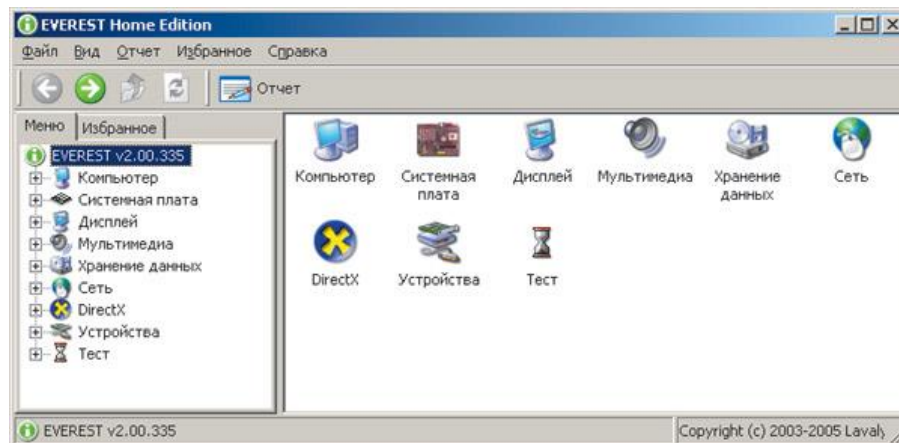 EVEREST Home Edition
Файл Вид Отчет Избранное Справка
Отчет
Меню Избранное
EVEREST v2.00.335
Компьютер
Системная плата
Дисплей
Мультимедиа
Хранение данных
Сеть
DirectX
Устройства
Тест
Компьютер Системная плата Дисплей Мультимедиа Хранение данных Сеть
DirectX Устройства Тест
EVEREST v2.00.335
Copyright (c) 2003-2005